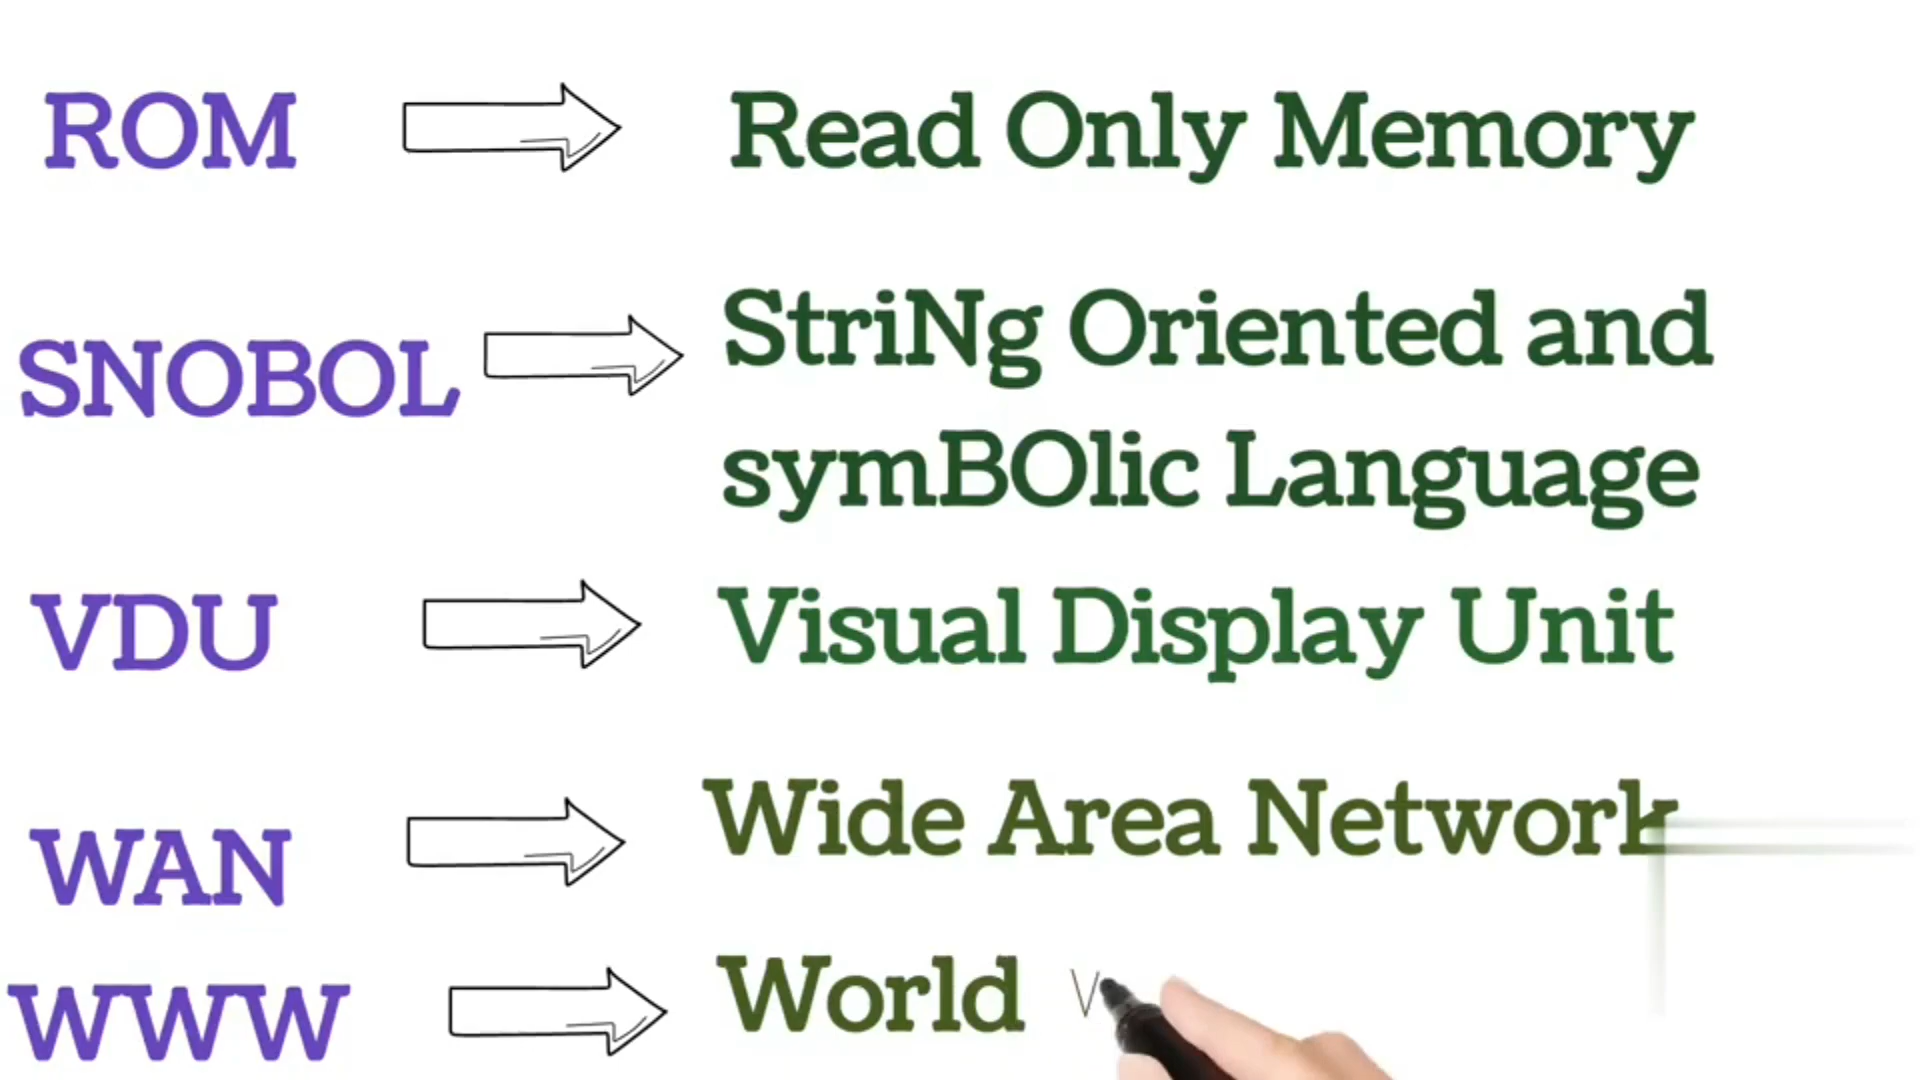 ROM Read Only Memory
SNOBOL StriNg Oriented and
symBOlic Language
VDU Visual Display Unit
WAN Wide Area Network
WWW World